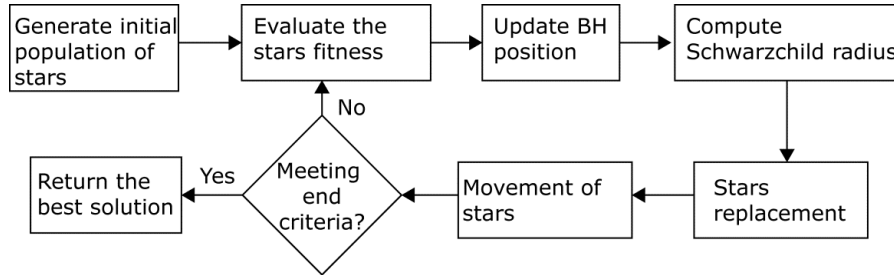 Generate initial
population of
stars
Evaluate the
stars fitness
Update BH
position
Compute
Schwarzchild radius
No
Return the
best solution
Yes
Meeting
end
criteria?
Movement of
stars
Stars
replacement